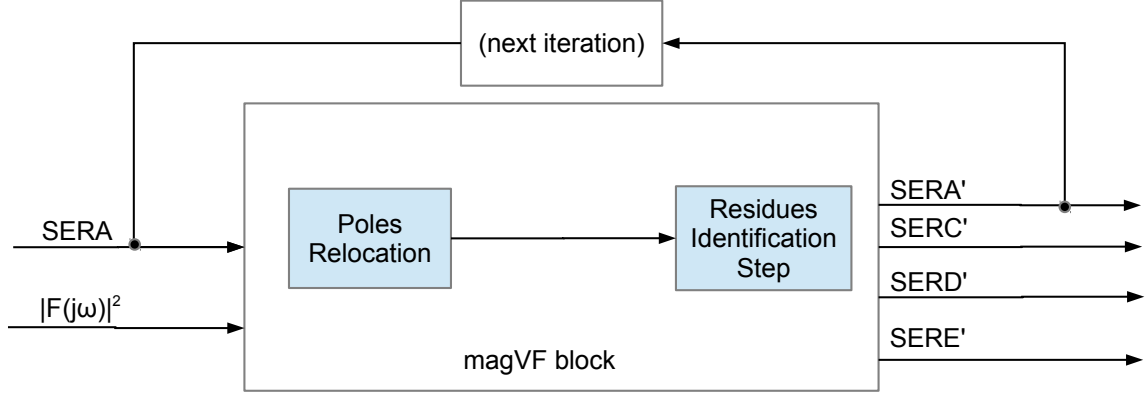 (next iteration)
SERA
|F(jω)|²
Poles
Relocation
Residues
Identification
Step
magVF block
SERA'
SERC'
SERD'
SERE'